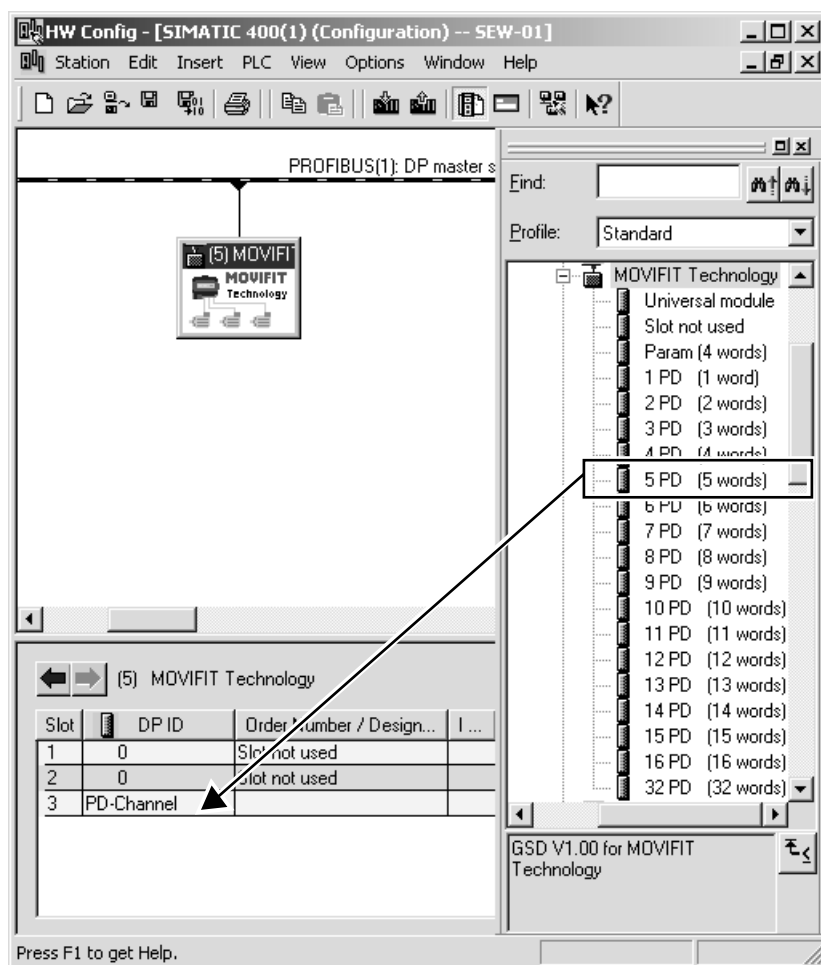 HW Config - [SIMATIC 400(1) (Configuration) -- SEW-01]
Station Edit Insert PLC View Options Window Help
PROFIBUS(1): DP master s
(5) MOVIFIT
MOVIFIT
Technology
Find:
Profile: Standard
MOVIFIT Technology
Universal module
Slot not used
Param (4 words)
1 PD (1 word)
2 PD (2 words)
3 PD (3 words)
4 PD (4 words)
5 PD (5 words)
6 PD (6 words)
7 PD (7 words)
8 PD (8 words)
9 PD (9 words)
10 PD (10 words)
11 PD (11 words)
12 PD (12 words)
13 PD (13 words)
14 PD (14 words)
15 PD (15 words)
16 PD (16 words)
32 PD (32 words)
(5) MOVIFIT Technology
Slot DP ID Order Number / Design... I ...
1 0 Slot not used
2 0 Slot not used
3 PD-Channel
GSD V1.00 for MOVIFIT
Technology
Press F1 to get Help.